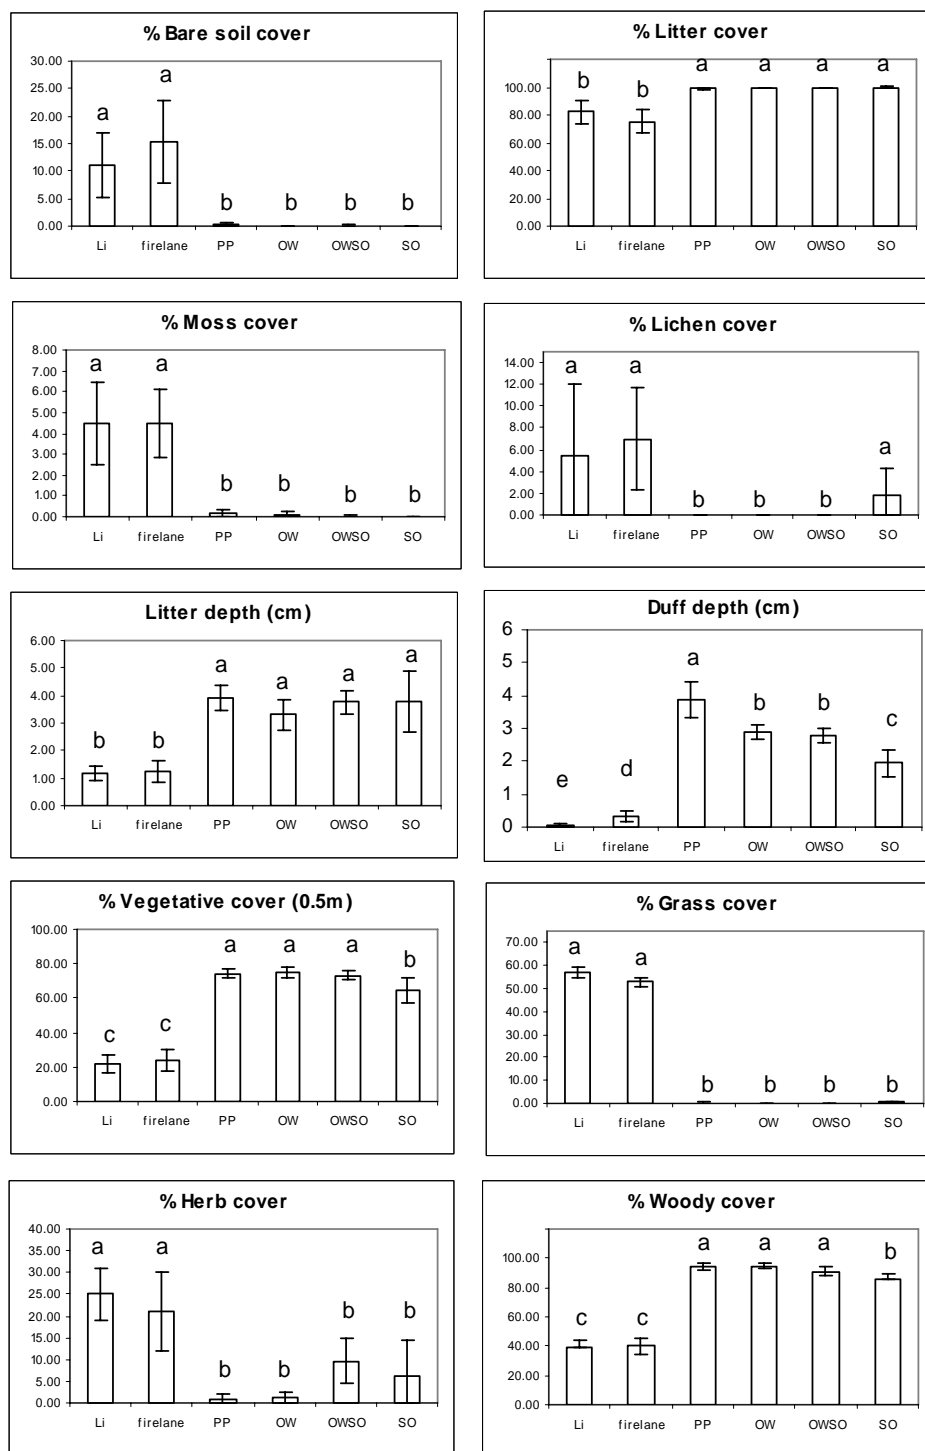 % Bare soil cover
30.00
25.00
20.00
15.00
10.00
5.00
0.00
a a b b b b
Li firelane PP OW OWSO SO
% Litter cover
100.00
80.00
60.00
40.00
20.00
0.00
b b a a a a
Li firelane PP OW OWSO SO
% Moss cover
8.00
7.00
6.00
5.00
4.00
3.00
2.00
1.00
0.00
a a b b b b
Li firelane PP OW OWSO SO
% Lichen cover
14.00
12.00
10.00
8.00
6.00
4.00
2.00
0.00
a a b b b a
Li firelane PP OW OWSO SO
Litter depth (cm)
6.00
5.00
4.00
3.00
2.00
1.00
0.00
b b a a a a
Li firelane PP OW OWSO SO
Duff depth (cm)
6
5
4
3
2
1
0
e d a b b c
Li firelane PP OW OWSO SO
% Vegetative cover (0.5m)
100.00
80.00
60.00
40.00
20.00
0.00
c c a a a b
Li firelane PP OW OWSO SO
% Grass cover
70.00
60.00
50.00
40.00
30.00
20.00
10.00
0.00
a a b b b b
Li firelane PP OW OWSO SO
% Herb cover
40.00
35.00
30.00
25.00
20.00
15.00
10.00
5.00
0.00
a a b b b b
Li firelane PP OW OWSO SO
% Woody cover
100.00
80.00
60.00
40.00
20.00
0.00
c c a a a b
Li firelane PP OW OWSO SO